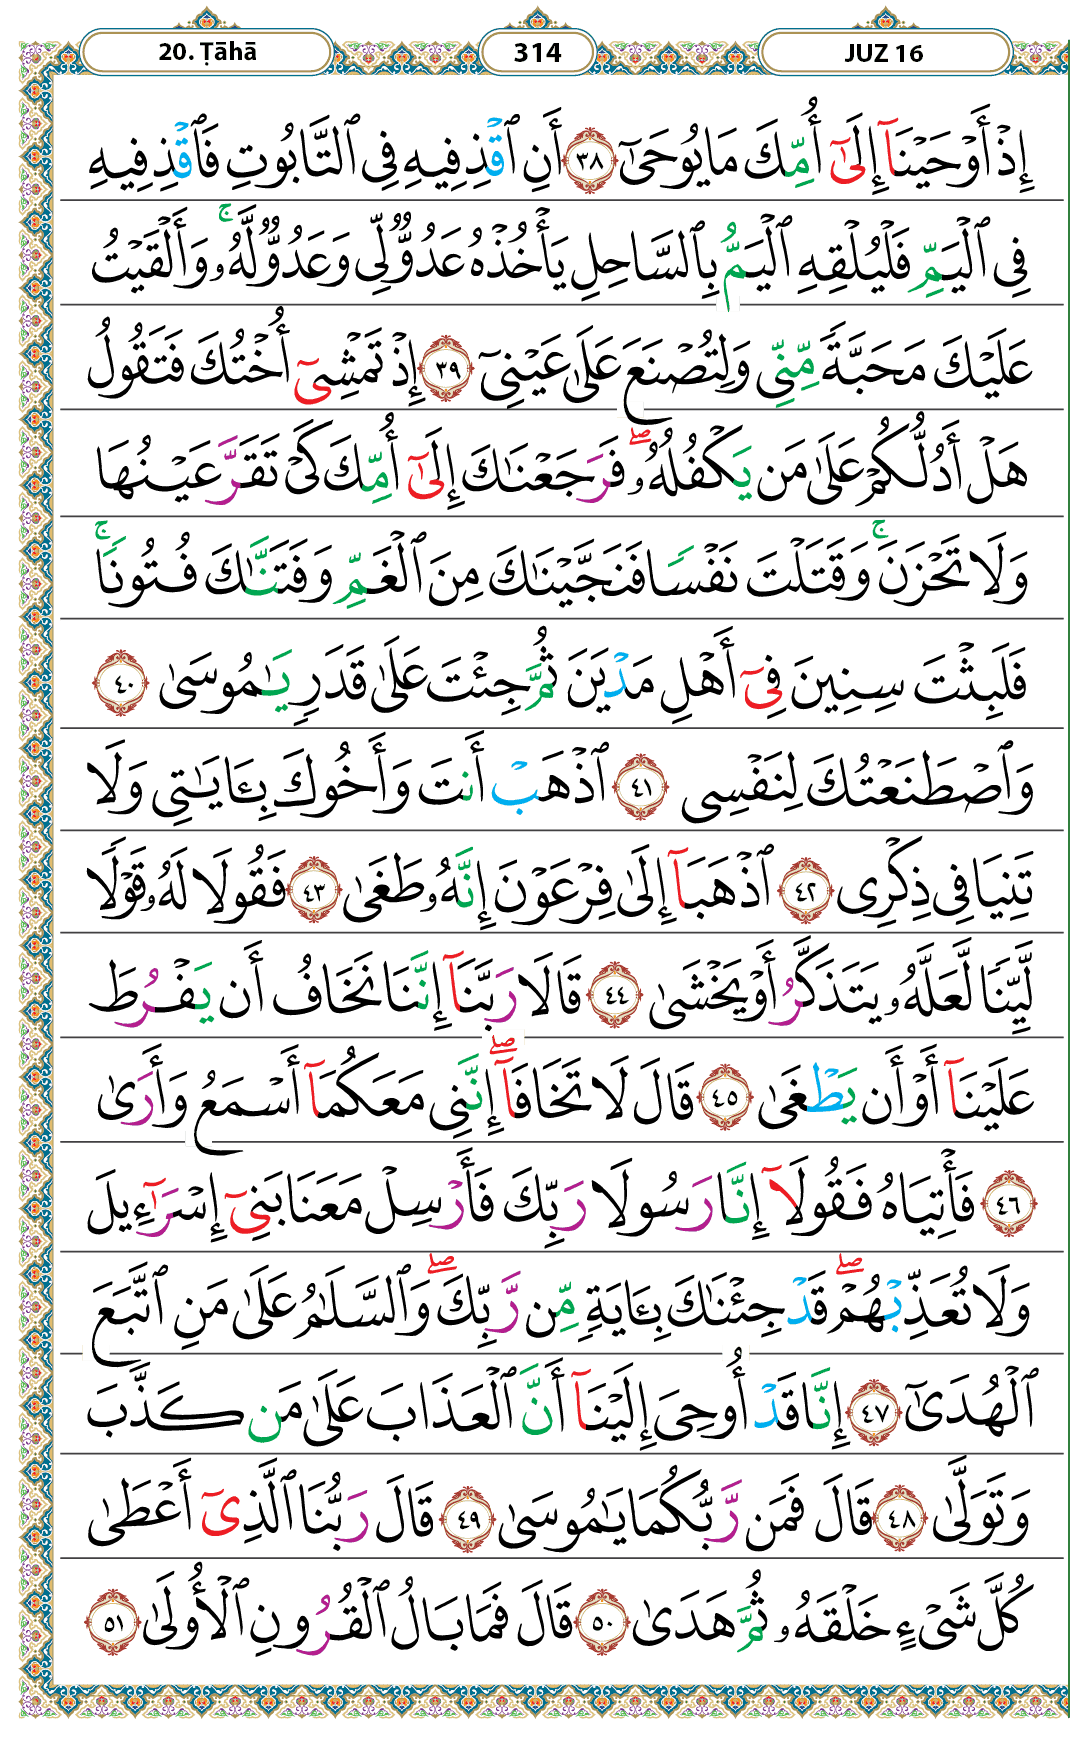 20. Ṭāhā 314 JUZ 16
إِذْ أَوْحَيْنَآ إِلَىٰٓ أُمِّكَ مَا يُوحَىٰٓ ٣٨ أَنِ ٱقْذِفِيهِ فِى ٱلتَّابُوتِ فَٱقْذِفِيهِ
فِى ٱلْيَمِّ فَلْيُلْقِهِ ٱلْيَمُّ بِٱلسَّاحِلِ يَأْخُذْهُ عَدُوٌّ لِّى وَعَدُوٌّ لَّهُۥ ۚ وَأَلْقَيْتُ
عَلَيْكَ مَحَبَّةً مِّنِّى وَلِتُصْنَعَ عَلَىٰ عَيْنِىٓ ٣٩ إِذْ تَمْشِىٓ أُخْتُكَ فَتَقُولُ
هَلْ أَدُلُّكُمْ عَلَىٰ مَن يَكْفُلُهُۥ ۖ فَرَجَعْنَٰكَ إِلَىٰٓ أُمِّكَ كَىْ تَقَرَّ عَيْنُهَا
وَلَا تَحْزَنَ ۚ وَقَتَلْتَ نَفْسًا فَنَجَّيْنَٰكَ مِنَ ٱلْغَمِّ وَفَتَنَّٰكَ فُتُونًا ۚ
فَلَبِثْتَ سِنِينَ فِىٓ أَهْلِ مَدْيَنَ ثُمَّ جِئْتَ عَلَىٰ قَدَرٍ يَٰمُوسَىٰ ٤٠
وَٱصْطَنَعْتُكَ لِنَفْسِى ٤١ ٱذْهَبْ أَنتَ وَأَخُوكَ بِـَٔايَٰتِى وَلَا
تَنِيَا فِى ذِكْرِى ٤٢ ٱذْهَبَآ إِلَىٰ فِرْعَوْنَ إِنَّهُۥ طَغَىٰ ٤٣ فَقُولَا لَهُۥ قَوْلًا
لَّيِّنًا لَّعَلَّهُۥ يَتَذَكَّرُ أَوْ يَخْشَىٰ ٤٤ قَالَا رَبَّنَآ إِنَّنَا نَخَافُ أَن يَفْرُطَ
عَلَيْنَآ أَوْ أَن يَطْغَىٰ ٤٥ قَالَ لَا تَخَافَآ ۖ إِنَّنِى مَعَكُمَآ أَسْمَعُ وَأَرَىٰ
٤٦ فَأْتِيَاهُ فَقُولَآ إِنَّا رَسُولَا رَبِّكَ فَأَرْسِلْ مَعَنَا بَنِىٓ إِسْرَٰٓءِيلَ
وَلَا تُعَذِّبْهُمْ ۖ قَدْ جِئْنَٰكَ بِـَٔايَةٍ مِّن رَّبِّكَ ۖ وَٱلسَّلَٰمُ عَلَىٰ مَنِ ٱتَّبَعَ
ٱلْهُدَىٰٓ ٤٧ إِنَّا قَدْ أُوحِىَ إِلَيْنَآ أَنَّ ٱلْعَذَابَ عَلَىٰ مَن كَذَّبَ
وَتَوَلَّىٰ ٤٨ قَالَ فَمَن رَّبُّكُمَا يَٰمُوسَىٰ ٤٩ قَالَ رَبُّنَا ٱلَّذِىٓ أَعْطَىٰ
كُلَّ شَىْءٍ خَلْقَهُۥ ثُمَّ هَدَىٰ ٥٠ قَالَ فَمَا بَالُ ٱلْقُرُونِ ٱلْأُولَىٰ ٥١